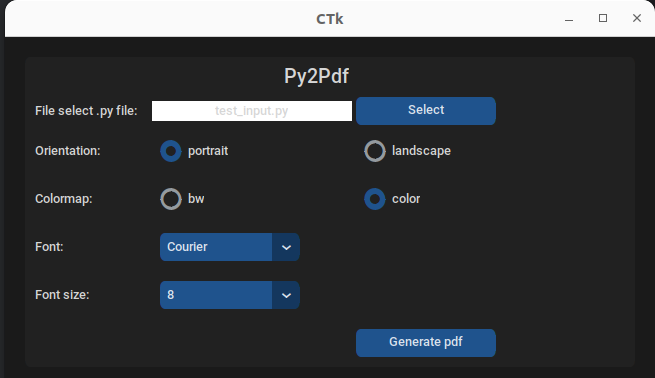 CTk
Py2Pdf
File select .py file: test_input.py Select
Orientation: portrait landscape
Colormap: bw color
Font: Courier
Font size: 8
Generate pdf